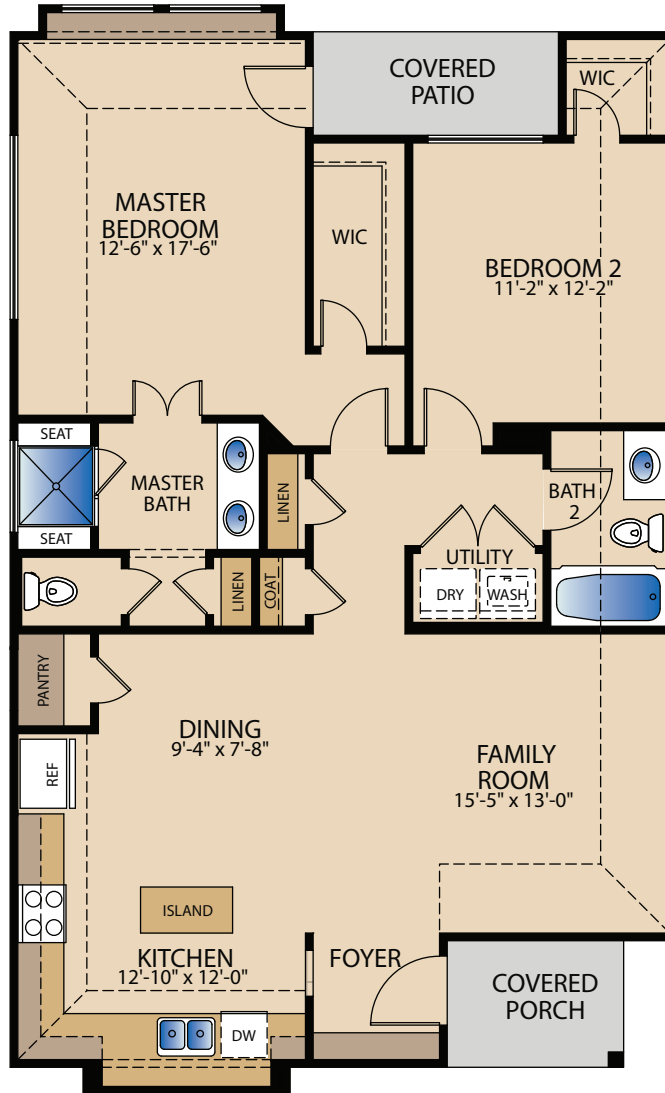 COVERED
PATIO
WIC
MASTER
BEDROOM
12'-6" x 17'-6"
WIC
BEDROOM 2
11'-2" x 12'-2"
SEAT
MASTER
BATH
LINEN
BATH
2
SEAT
UTILITY
DRY
WASH
LINEN
COAT
PANTRY
DINING
9'-4" x 7'-8"
FAMILY
ROOM
15'-5" x 13'-0"
REF
ISLAND
KITCHEN
12'-10" x 12'-0"
FOYER
COVERED
PORCH
DW